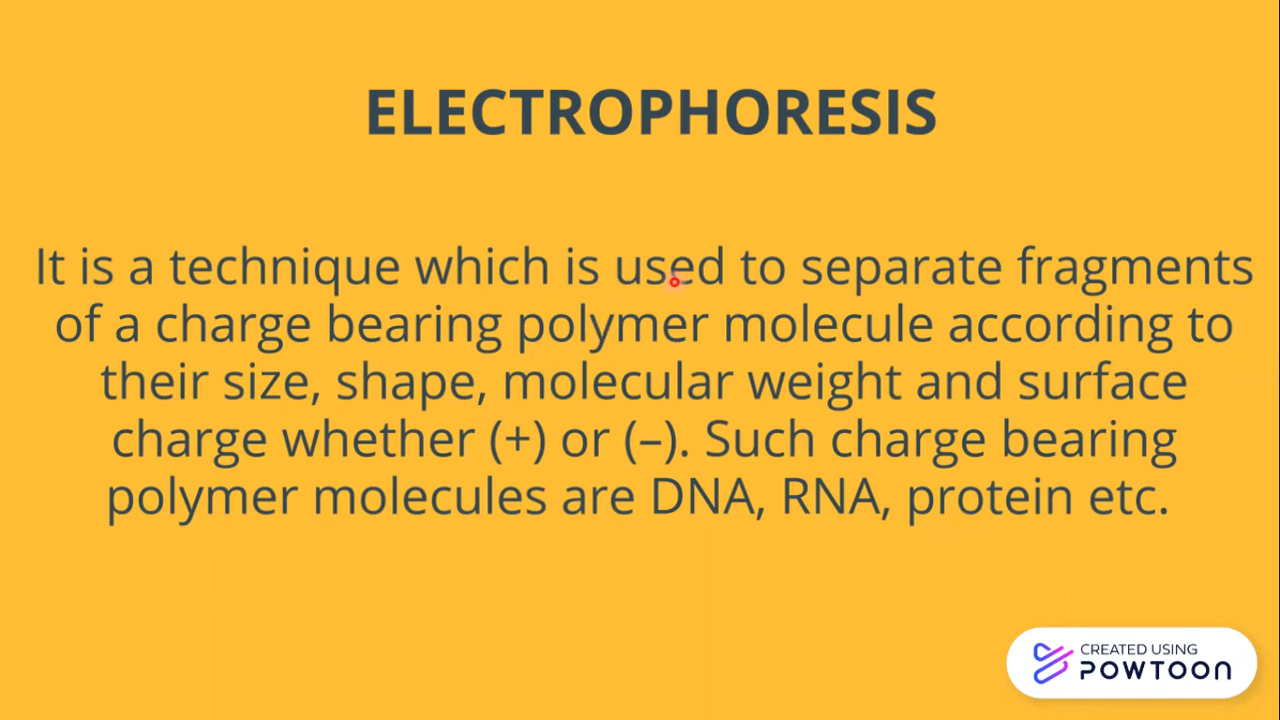 ELECTROPHORESIS
It is a technique which is used to separate fragments
of a charge bearing polymer molecule according to
their size, shape, molecular weight and surface
charge whether (+) or (–). Such charge bearing
polymer molecules are DNA, RNA, protein etc.
CREATED USING
POWTOON